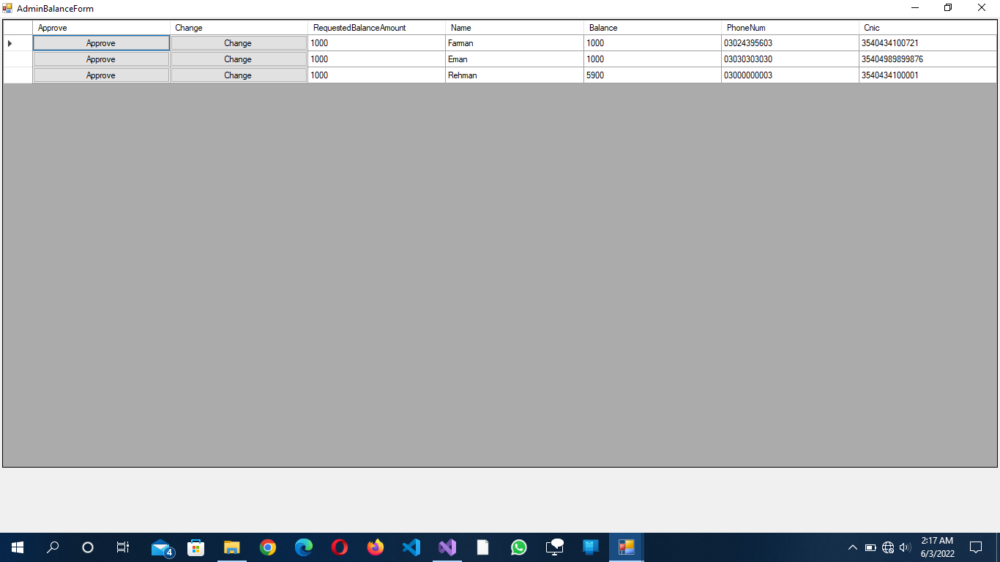 AdminBalanceForm
Approve Change RequestedBalanceAmount Name Balance PhoneNum Cnic
Approve Change 1000 Farman 1000 03024395603 3540434100721
Approve Change 1000 Eman 1000 03030303030 35404989899876
Approve Change 1000 Rehman 5900 03000000003 3540434100001
4
2:17 AM
6/3/2022